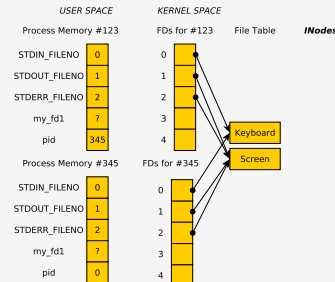 USER SPACE KERNEL SPACE
Process Memory #123 FDs for #123 File Table INodes
STDIN_FILENO 0 0
STDOUT_FILENO 1 1
STDERR_FILENO 2 2
my_fd1 ? 3
pid 345 4
Keyboard
Screen
Process Memory #345 FDs for #345
STDIN_FILENO 0 0
STDOUT_FILENO 1 1
STDERR_FILENO 2 2
my_fd1 ? 3
pid 0 4